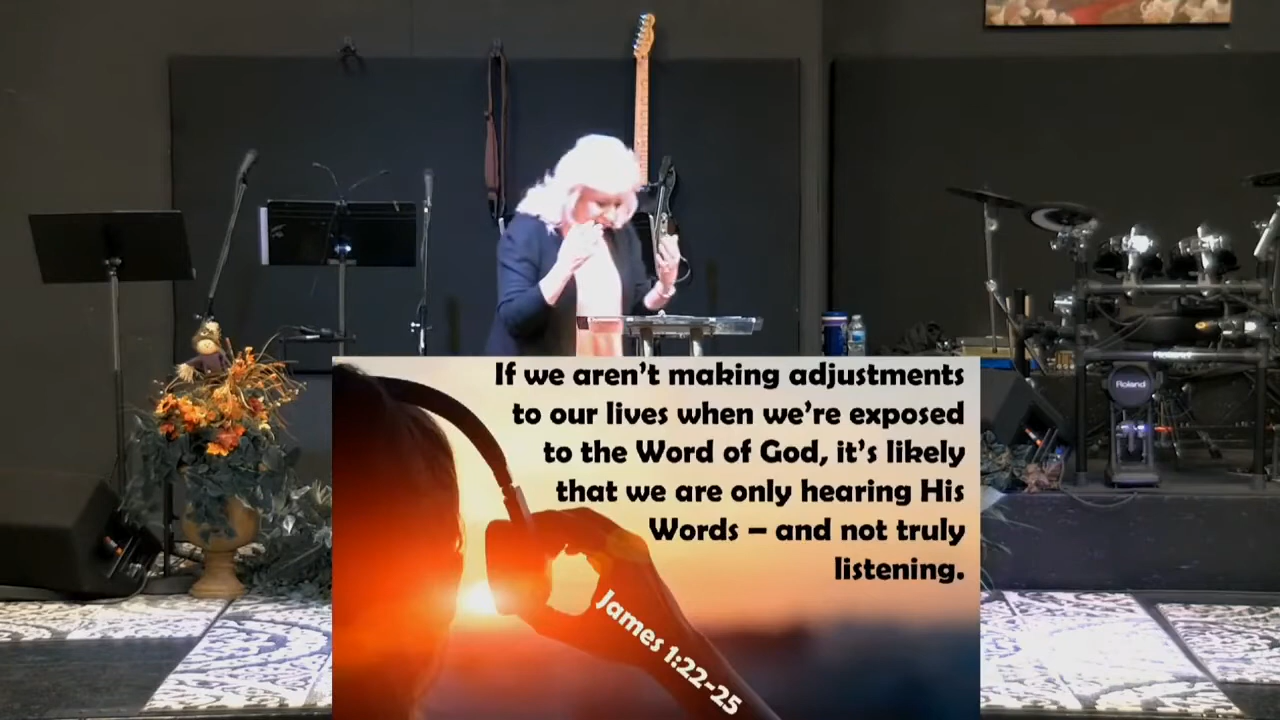 If we aren't making adjustments
to our lives when we're exposed
to the Word of God, it's likely
that we are only hearing His
Words – and not truly
listening.
James 1:22-25
Roland